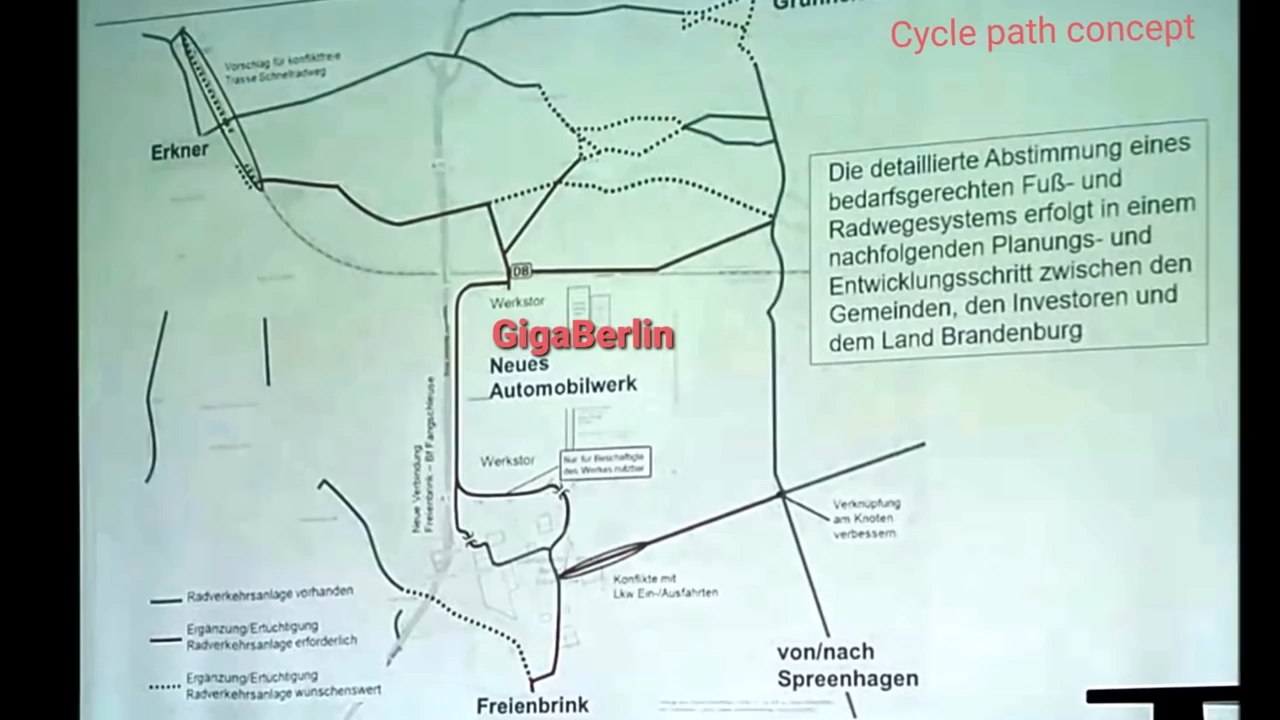 Cycle path concept
Vorschlag für konfliktfreie
Trasse Schnellradweg
Erkner
Die detaillierte Abstimmung eines
bedarfsgerechten Fuß- und
Radwegesystems erfolgt in einem
nachfolgenden Planungs- und
Entwicklungsschritt zwischen den
Gemeinden, den Investoren und
dem Land Brandenburg
DB
Werkstor
GigaBerlin
Neues
Automobilwerk
Neue Verbindung
Freienbrink – Bf Fangschleuse
Werkstor
Nur für Beschäftigte
des Werkes nutzbar
Verknüpfung
am Knoten
verbessern
Konflikte mit
Lkw Ein-/Ausfahrten
Radverkehrsanlage vorhanden
Ergänzung/Ertüchtigung
Radverkehrsanlage erforderlich
Ergänzung/Ertüchtigung
Radverkehrsanlage wünschenswert
von/nach
Spreenhagen
Freienbrink